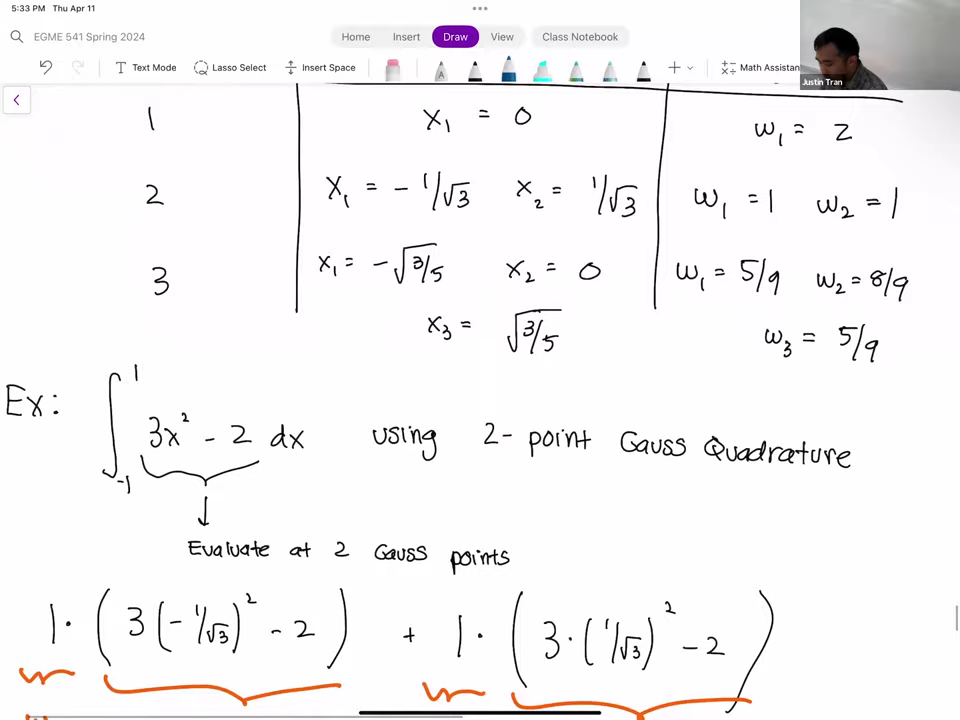 5:33 PM Thu Apr 11
EGME 541 Spring 2024
Home Insert Draw View Class Notebook
Text Mode Lasso Select Insert Space Math Assistan
Justin Tran
1 x₁ = 0 w₁ = 2
2 x₁ = - 1/√3 x₂ = 1/√3 w₁ = 1 w₂ = 1
3 x₁ = - √3/5 x₂ = 0 w₁ = 5/9 w₂ = 8/9
x₃ = √3/5 w₃ = 5/9
Ex: ∫₋₁¹ 3x² - 2 dx using 2-point Gauss Quadrature
Evaluate at 2 Gauss points
1 · (3(-1/√3)² - 2) + 1 · (3 · (1/√3)² - 2)